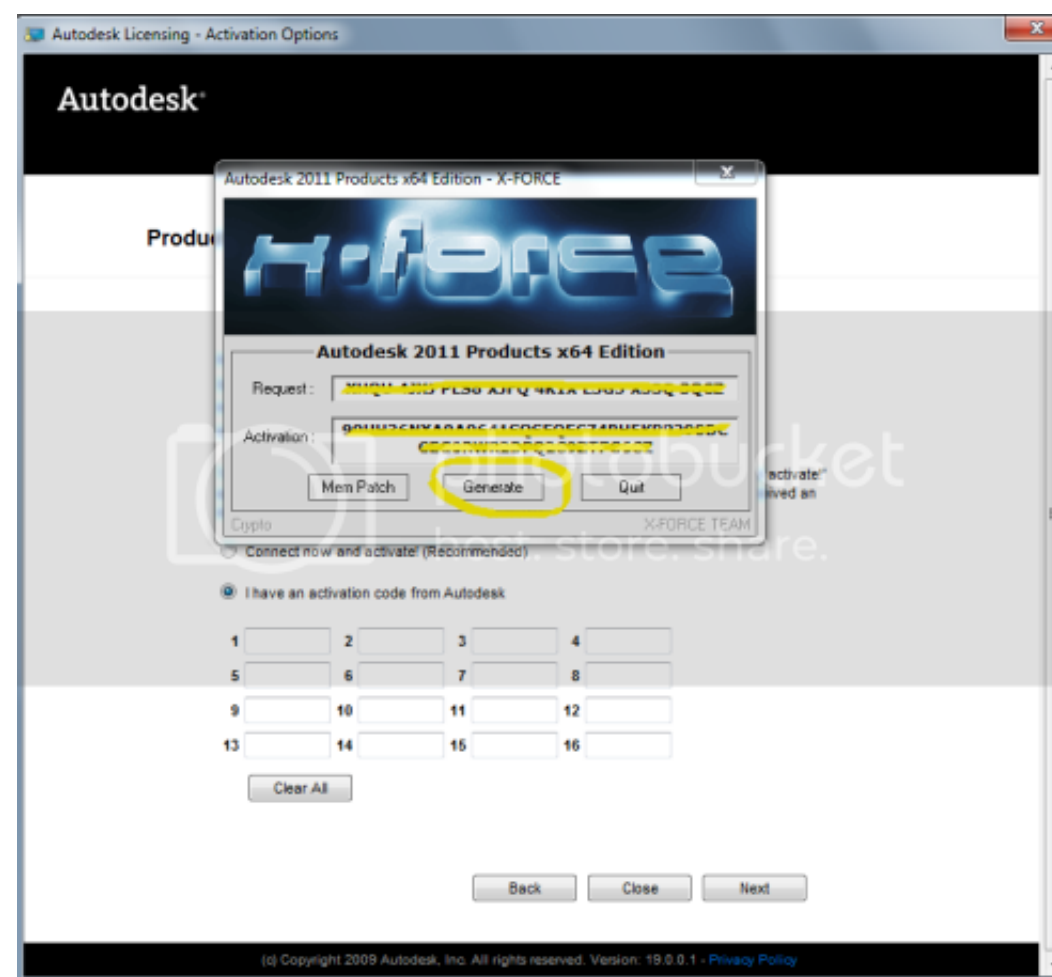 Autodesk Licensing - Activation Options
Autodesk
Autodesk 2011 Products x64 Edition - X-FORCE
x-force
Autodesk 2011 Products x64 Edition
Request :
Activation :
Mem Patch Generate Quit
activate!"
Crypto X-FORCE TEAM
photobucket
host. store. share.
Connect now and activate! (Recommended)
I have an activation code from Autodesk
1 2 3 4
5 6 7 8
9 10 11 12
13 14 15 16
Clear All
Back Close Next
(c) Copyright 2009 Autodesk, Inc. All rights reserved. Version: 19.0.0.1 - Privacy Policy